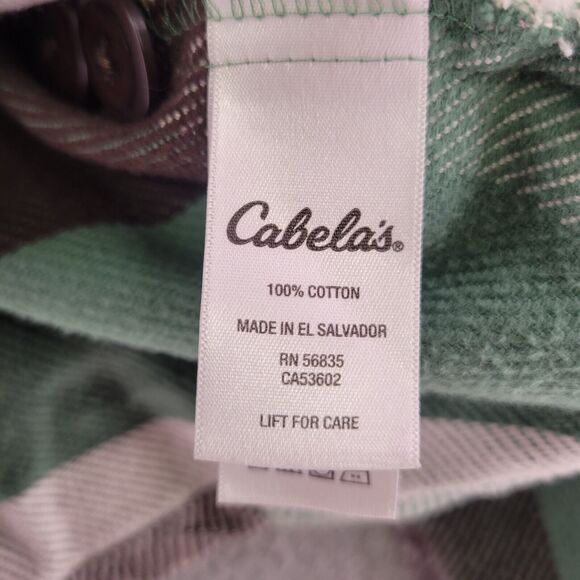 Cabela's®
100% COTTON
MADE IN EL SALVADOR
RN 56835
CA53602
LIFT FOR CARE